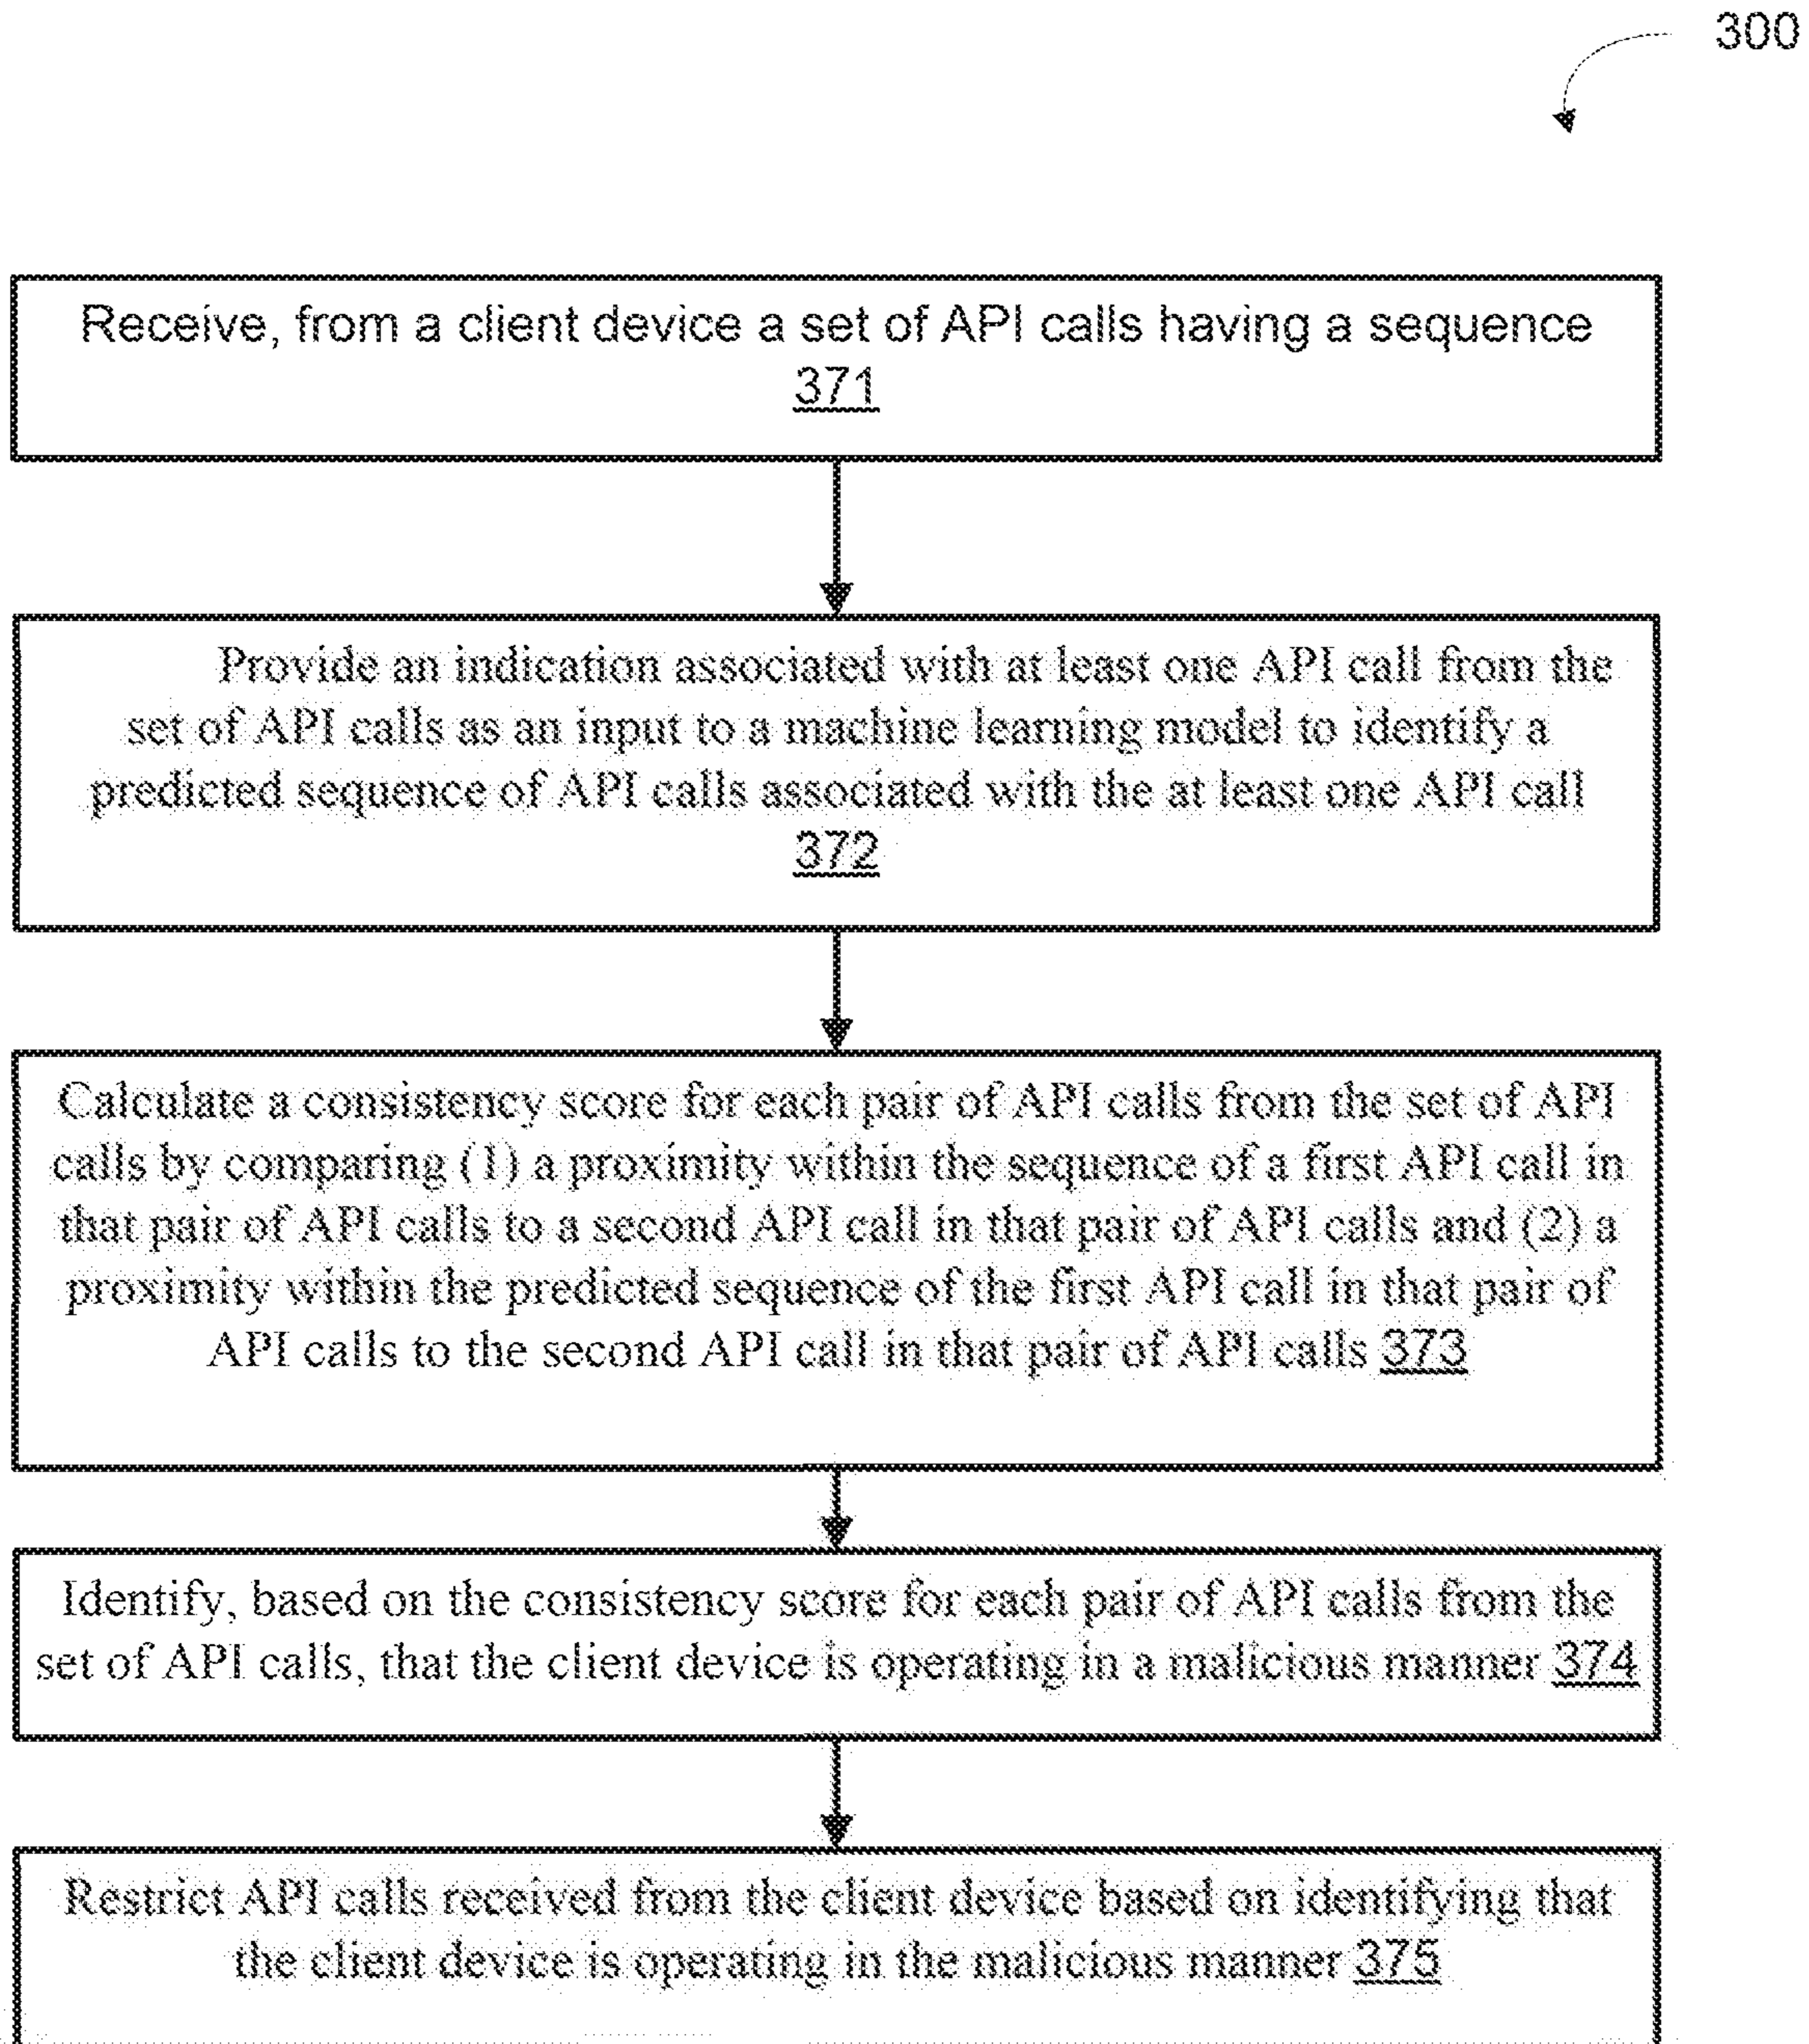 300
Receive, from a client device a set of API calls having a sequence
371
Provide an indication associated with at least one API call from the
set of API calls as an input to a machine learning model to identify a
predicted sequence of API calls associated with the at least one API call
372
Calculate a consistency score for each pair of API calls from the set of API
calls by comparing (1) a proximity within the sequence of a first API call in
that pair of API calls to a second API call in that pair of API calls and (2) a
proximity within the predicted sequence of the first API call in that pair of
API calls to the second API call in that pair of API calls 373
Identify, based on the consistency score for each pair of API calls from the
set of API calls, that the client device is operating in a malicious manner 374
Restrict API calls received from the client device based on identifying that
the client device is operating in the malicious manner 375